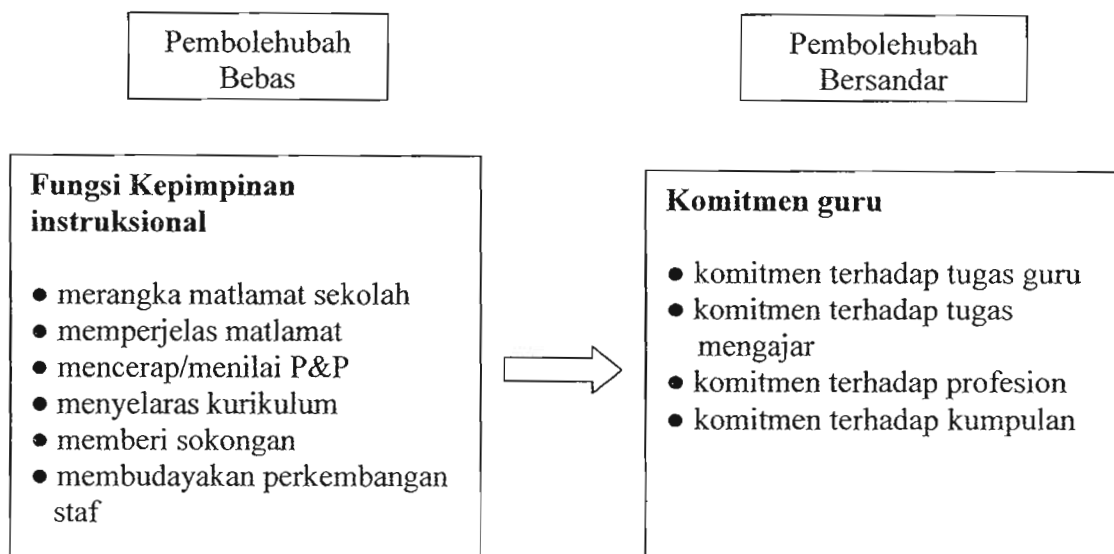 Pembolehubah
Bebas
Pembolehubah
Bersandar
Fungsi Kepimpinan
instruksional
● merangka matlamat sekolah
● memperjelas matlamat
● mencerap/menilai P&P
● menyelaras kurikulum
● memberi sokongan
● membudayakan perkembangan
staf
Komitmen guru
● komitmen terhadap tugas guru
● komitmen terhadap tugas
mengajar
● komitmen terhadap profesion
● komitmen terhadap kumpulan